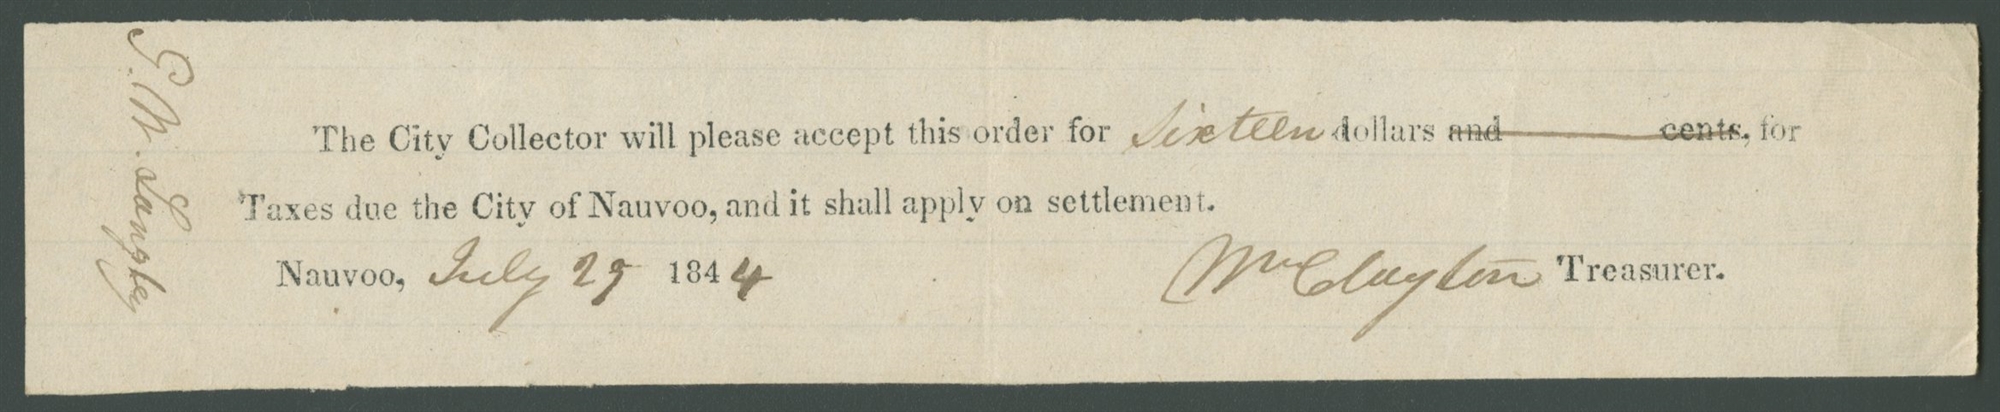 The City Collector will please accept this order for Sixteen dollars and cents, for
Taxes due the City of Nauvoo, and it shall apply on settlement.
Nauvoo, July 29 1844 Wm Clayton Treasurer.
Langley